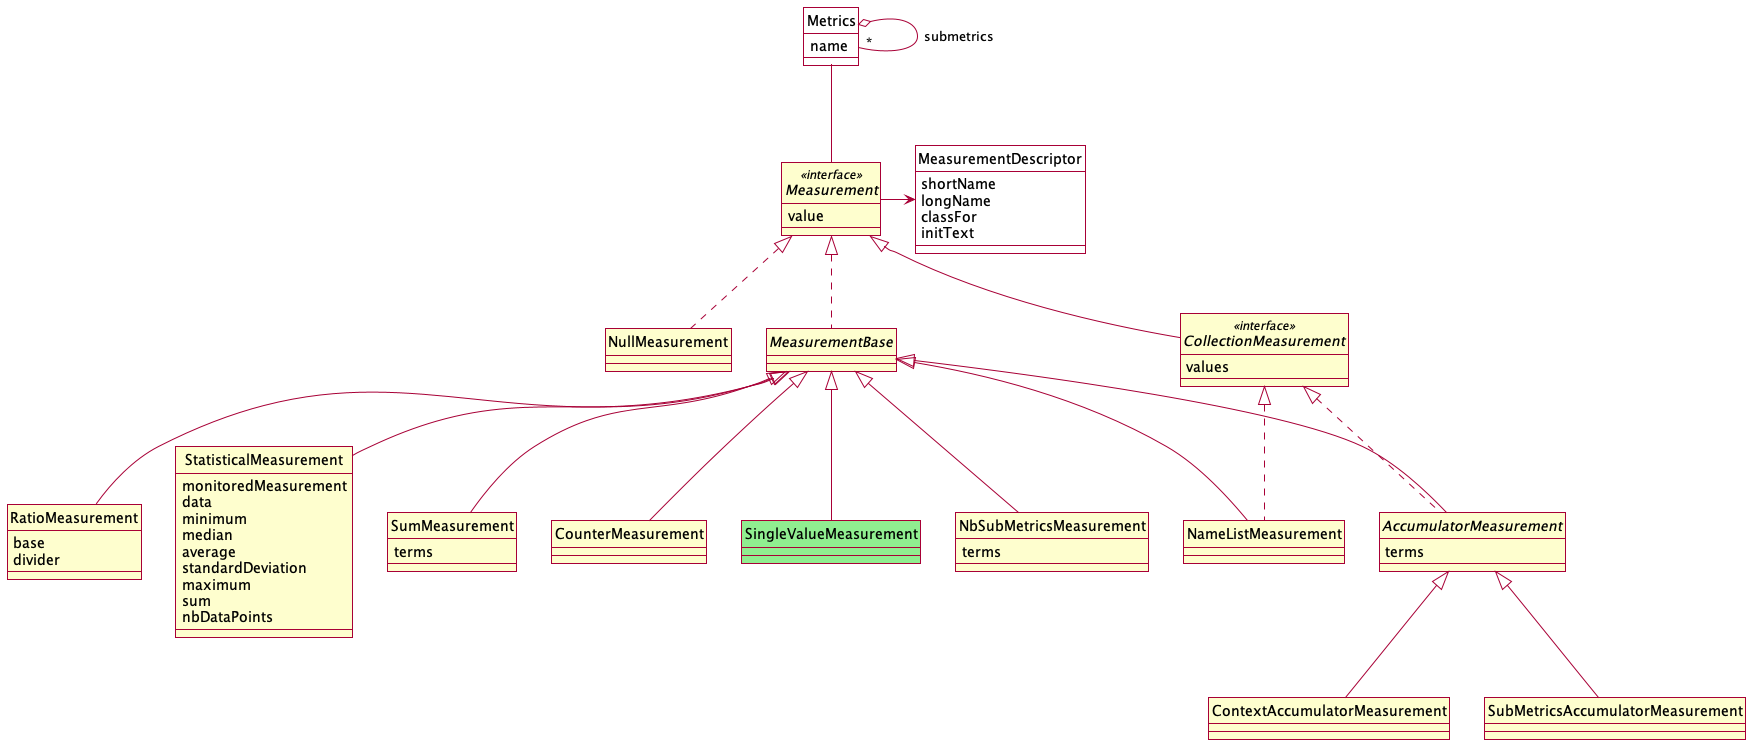 Metrics
name
*
submetrics
«interface»
Measurement
value
MeasurementDescriptor
shortName
longName
classFor
initText
NullMeasurement
MeasurementBase
«interface»
CollectionMeasurement
values
RatioMeasurement
base
divider
StatisticalMeasurement
monitoredMeasurement
data
minimum
median
average
standardDeviation
maximum
sum
nbDataPoints
SumMeasurement
terms
CounterMeasurement
SingleValueMeasurement
NbSubMetricsMeasurement
terms
NameListMeasurement
AccumulatorMeasurement
terms
ContextAccumulatorMeasurement
SubMetricsAccumulatorMeasurement